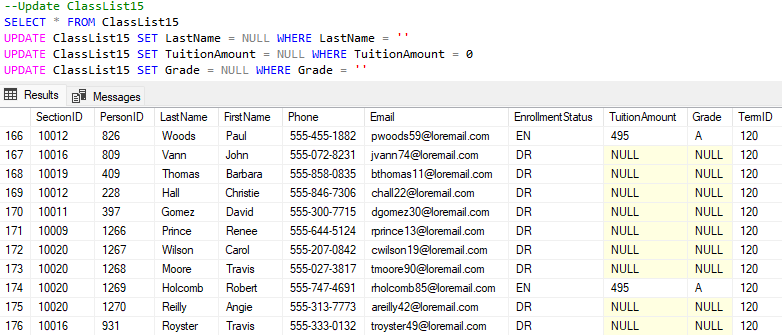 --Update ClassList15
SELECT * FROM ClassList15
UPDATE ClassList15 SET LastName = NULL WHERE LastName = ''
UPDATE ClassList15 SET TuitionAmount = NULL WHERE TuitionAmount = 0
UPDATE ClassList15 SET Grade = NULL WHERE Grade = ''
Results Messages
SectionID PersonID LastName FirstName Phone Email EnrollmentStatus TuitionAmount Grade TermID
166 10012 826 Woods Paul 555-455-1882 pwoods59@loremail.com EN 495 A 120
167 10016 809 Vann John 555-072-8231 jvann74@loremail.com DR NULL NULL 120
168 10019 409 Thomas Barbara 555-858-0835 bthomas11@loremail.com DR NULL NULL 120
169 10012 228 Hall Christie 555-846-7306 chall22@loremail.com DR NULL NULL 120
170 10011 397 Gomez David 555-300-7715 dgomez30@loremail.com DR NULL NULL 120
171 10009 1266 Prince Renee 555-644-5124 rprince13@loremail.com DR NULL NULL 120
172 10020 1267 Wilson Carol 555-207-0842 cwilson19@loremail.com DR NULL NULL 120
173 10020 1268 Moore Travis 555-027-3817 tmoore90@loremail.com DR NULL NULL 120
174 10020 1269 Holcomb Robert 555-747-4691 rholcomb85@loremail.com EN 495 A 120
175 10020 1270 Reilly Angie 555-313-7773 areilly42@loremail.com DR NULL NULL 120
176 10016 931 Royster Travis 555-333-0132 troyster49@loremail.com DR NULL NULL 120